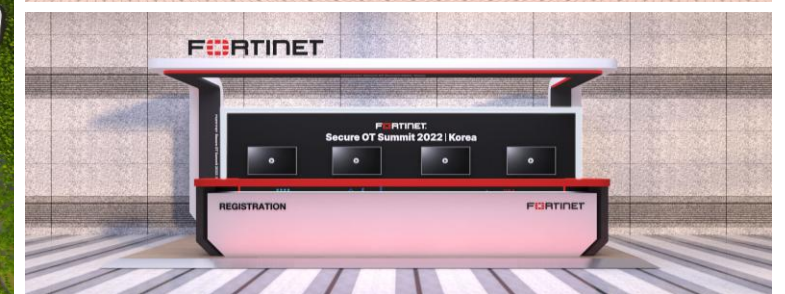 FORTINET
FORTINET
Secure OT Summit 2022 | Korea
REGISTRATION
FORTINET